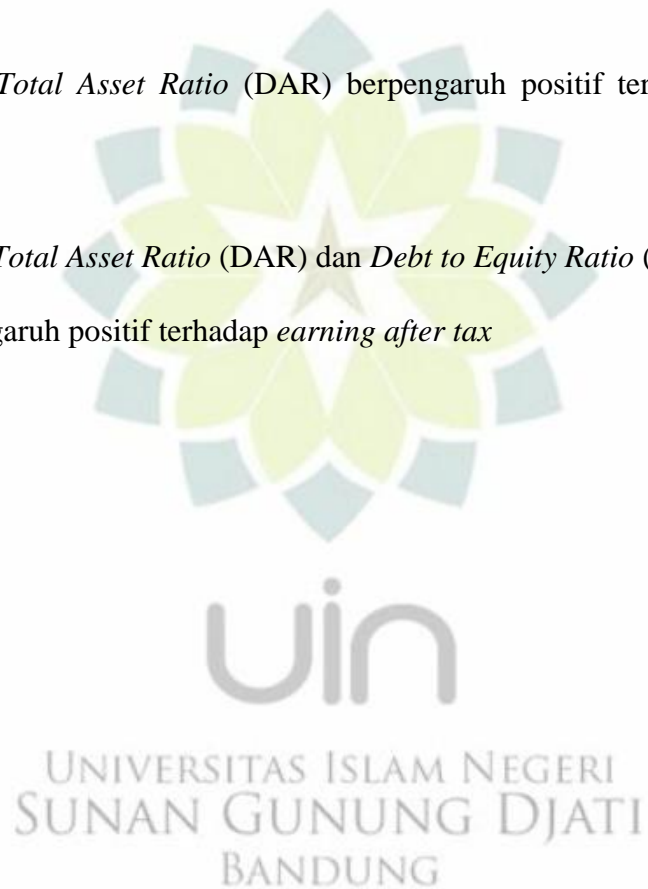 Total Asset Ratio (DAR) berpengaruh positif ter
Total Asset Ratio (DAR) dan Debt to Equity Ratio (
garuh positif terhadap earning after tax
uin
UNIVERSITAS ISLAM NEGERI
SUNAN GUNUNG DJATI
BANDUNG